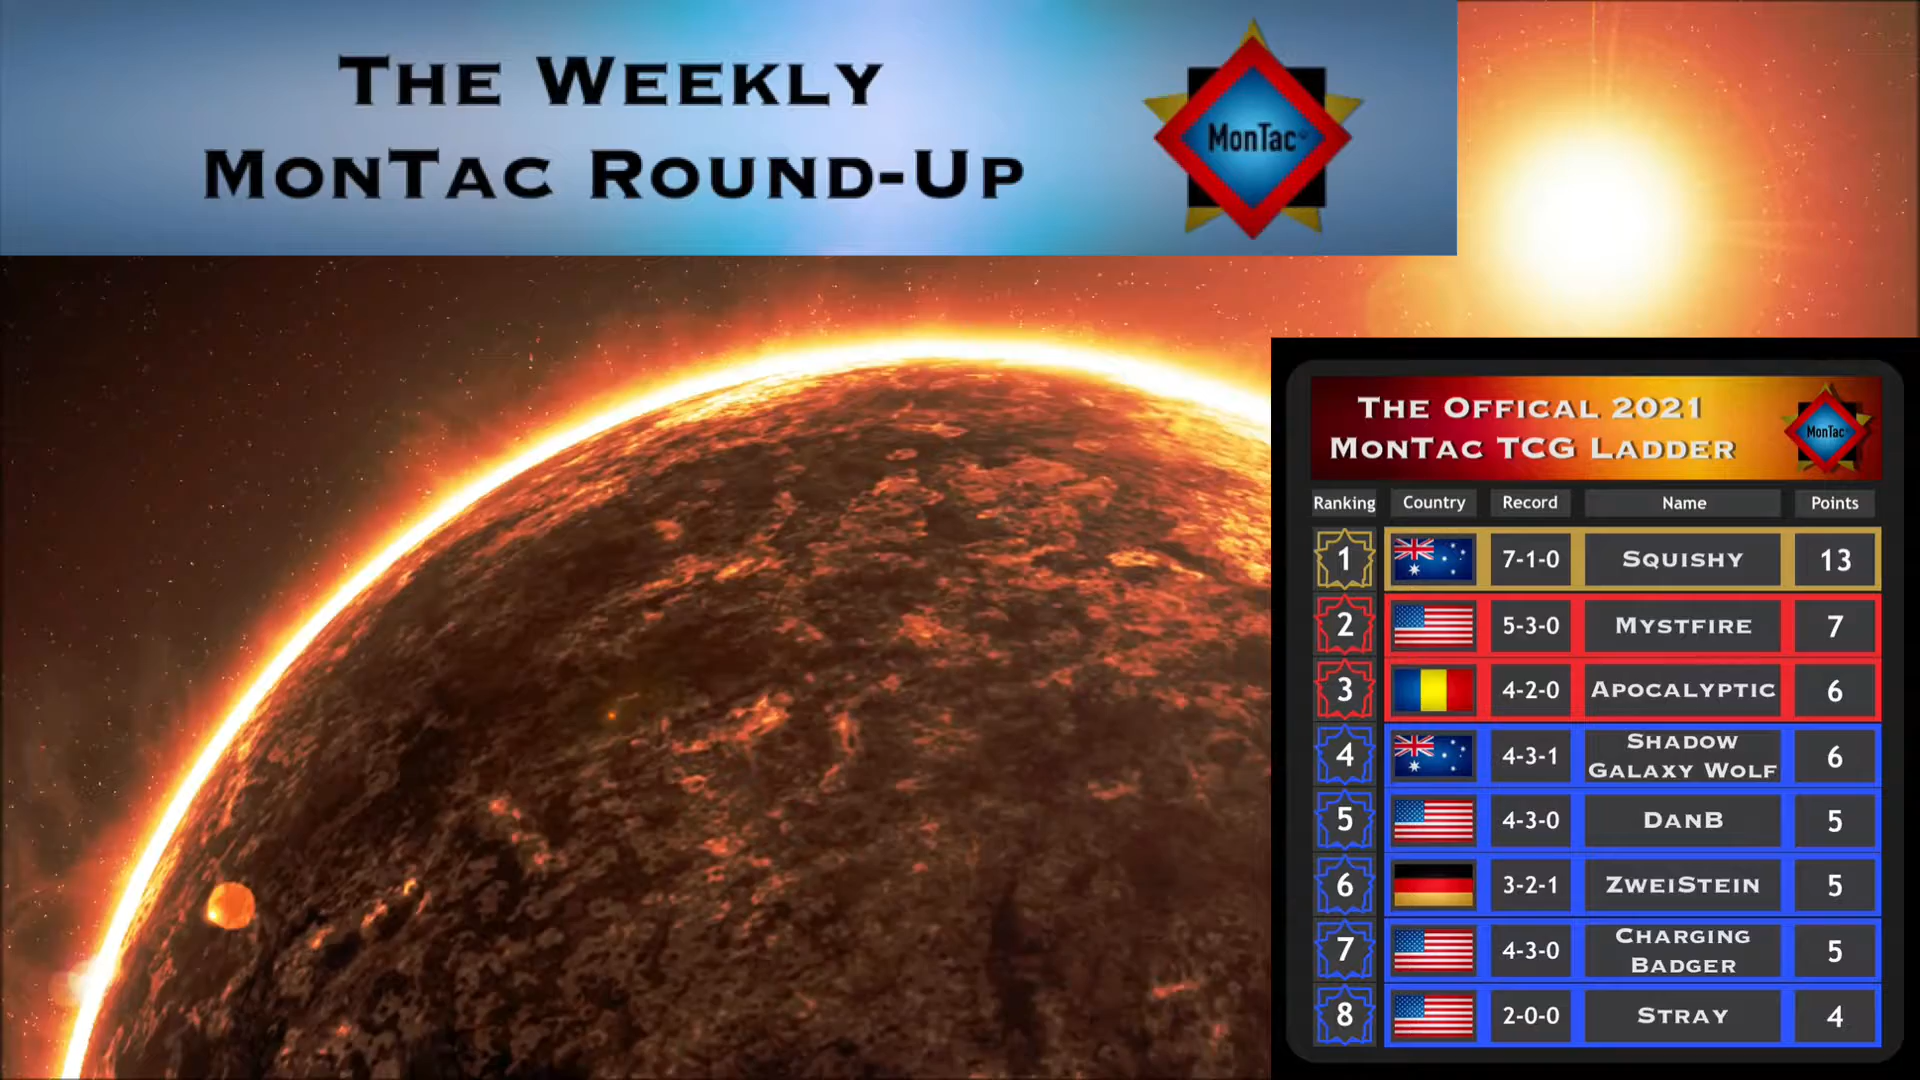 The Weekly
MonTac Round-Up
MonTac
The Offical 2021
MonTac TCG Ladder
MonTac
Ranking Country Record Name Points
1 7-1-0 Squishy 13
2 5-3-0 Mystfire 7
3 4-2-0 Apocalyptic 6
4 4-3-1 Shadow Galaxy Wolf 6
5 4-3-0 DanB 5
6 3-2-1 ZweiStein 5
7 4-3-0 Charging Badger 5
8 2-0-0 Stray 4